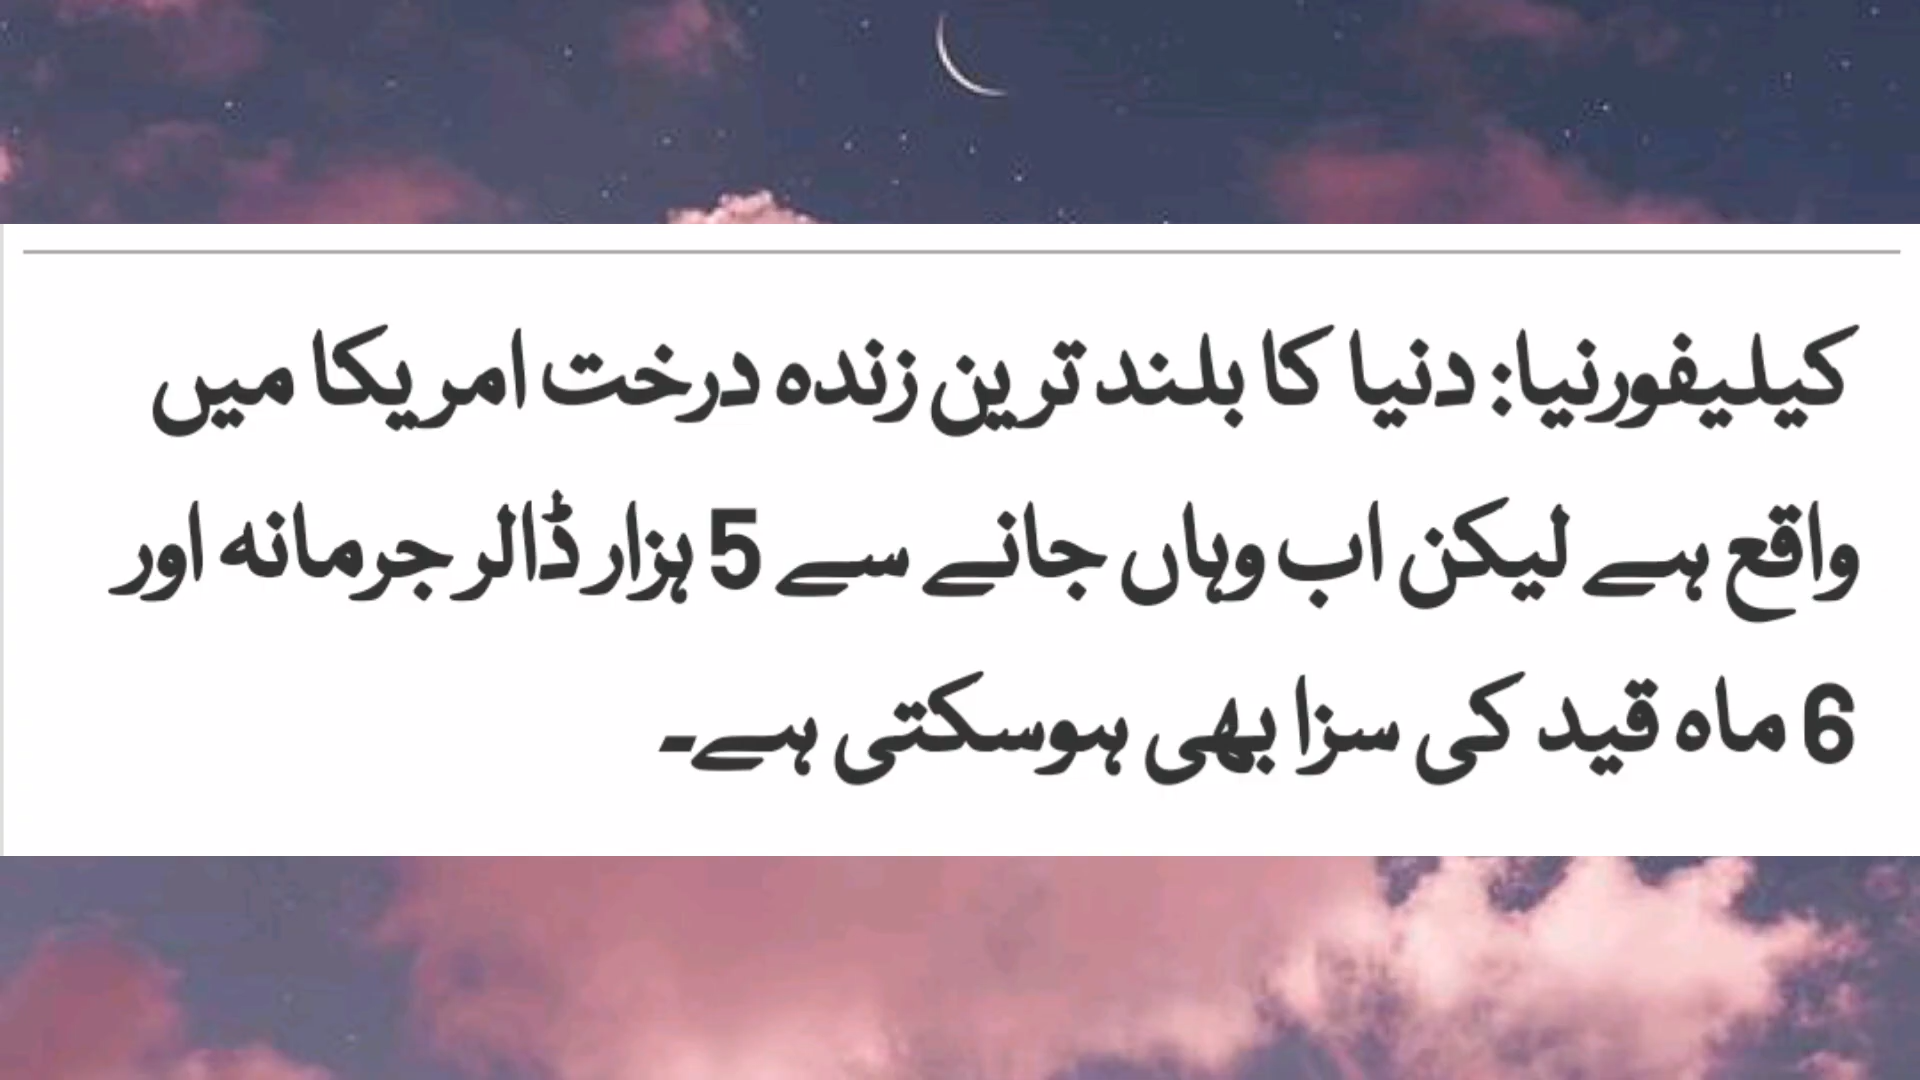 کیلیفورنیا: دنیا کا بلند ترین زندہ درخت امریکا میں
واقع ہے لیکن اب وہاں جانے سے 5 ہزار ڈالر جرمانہ اور
6 ماہ قید کی سزا بھی ہوسکتی ہے۔